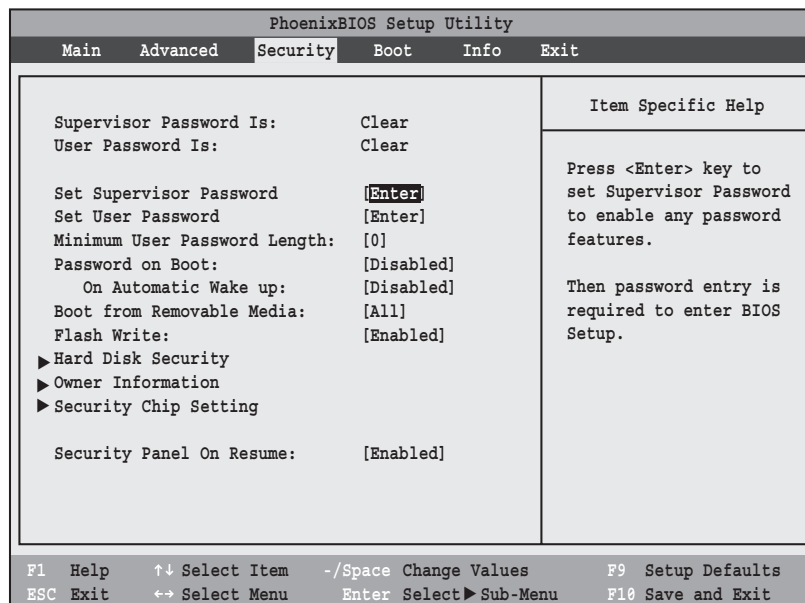 PhoenixBIOS Setup Utility
Main Advanced Security Boot Info Exit
Supervisor Password Is: Clear
User Password Is: Clear
Set Supervisor Password [Enter]
Set User Password [Enter]
Minimum User Password Length: [0]
Password on Boot: [Disabled]
On Automatic Wake up: [Disabled]
Boot from Removable Media: [All]
Flash Write: [Enabled]
▶Hard Disk Security
▶Owner Information
▶Security Chip Setting
Security Panel On Resume: [Enabled]
Item Specific Help
Press <Enter> key to
set Supervisor Password
to enable any password
features.
Then password entry is
required to enter BIOS
Setup.
F1 Help ↑↓ Select Item -/Space Change Values F9 Setup Defaults
ESC Exit ←→ Select Menu Enter Select▶Sub-Menu F10 Save and Exit